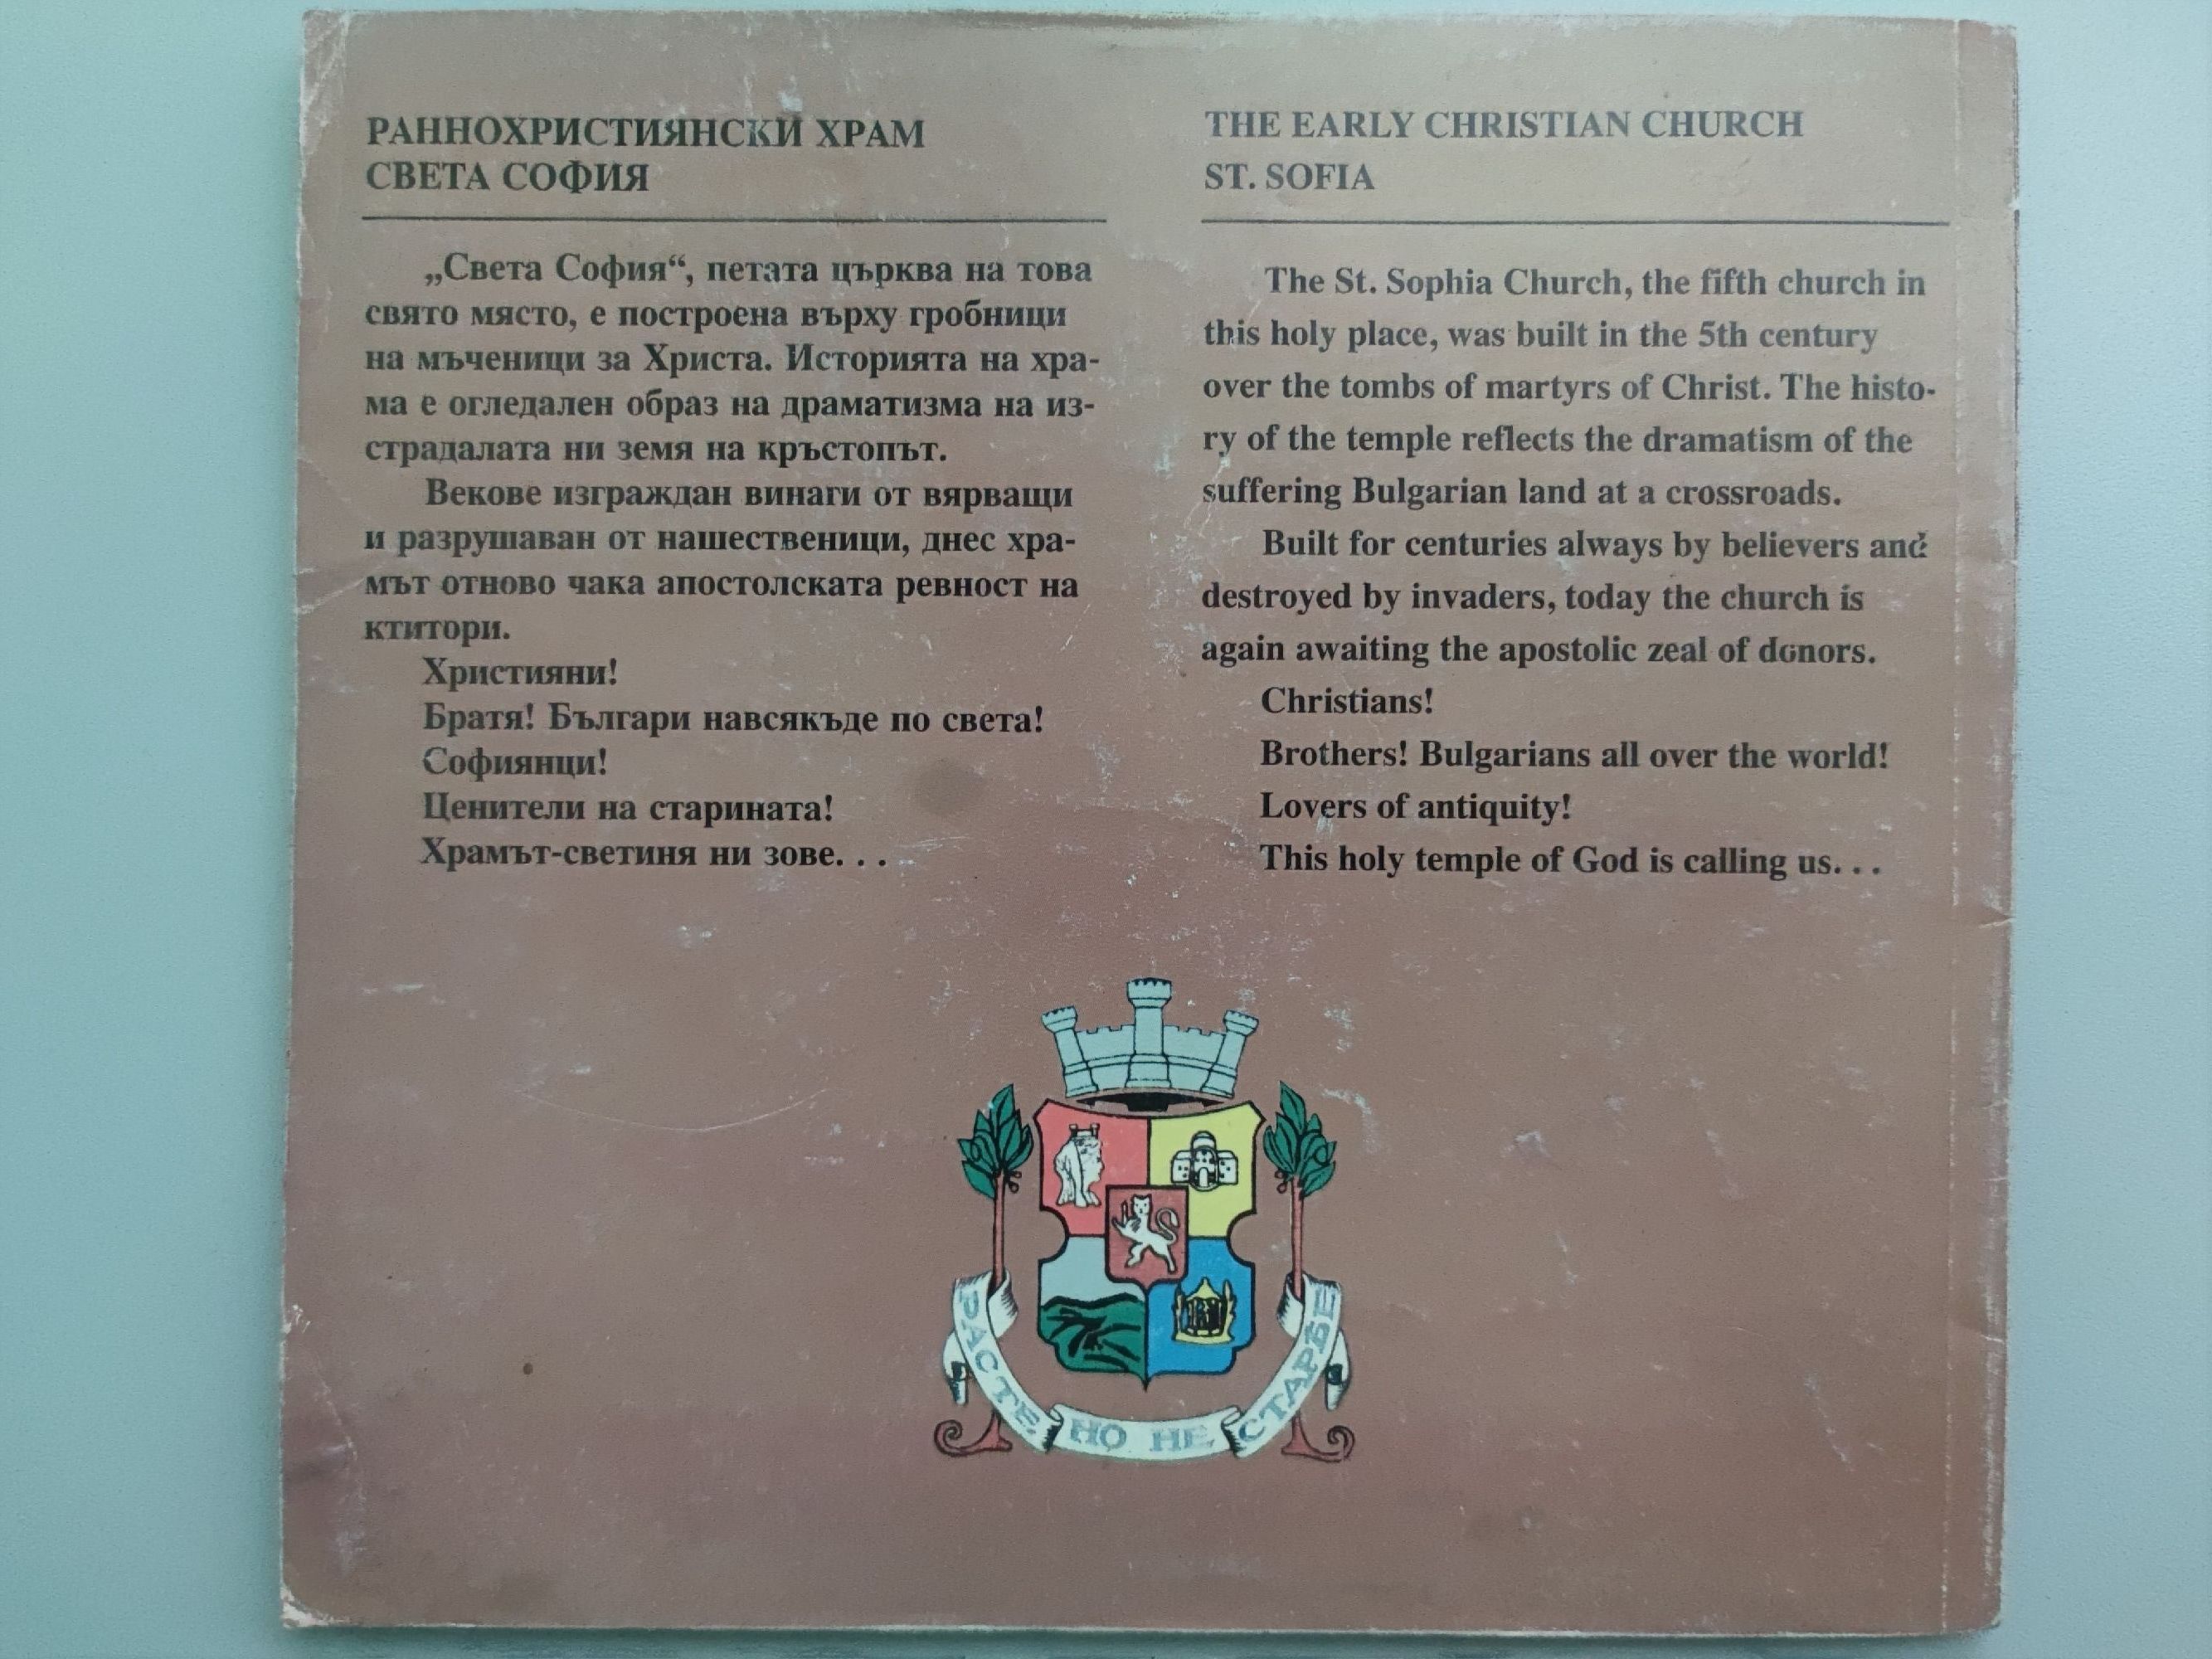 РАННОХРИСТИЯНСКИ ХРАМ
СВЕТА СОФИЯ
„Света София“, петата църква на това
свято място, е построена върху гробници
на мъченици за Христа. Историята на хра-
ма е огледален образ на драматизма на из-
страдалата ни земя на кръстопът.
Векове изграждан винаги от вярващи
и разрушаван от нашественици, днес хра-
мът отново чака апостолската ревност на
ктитори.
Християни!
Братя! Българи навсякъде по света!
Софиянци!
Ценители на старината!
Храмът-светиня ни зове. . .
THE EARLY CHRISTIAN CHURCH
ST. SOFIA
The St. Sophia Church, the fifth church in
this holy place, was built in the 5th century
over the tombs of martyrs of Christ. The histo-
ry of the temple reflects the dramatism of the
suffering Bulgarian land at a crossroads.
Built for centuries always by believers and
destroyed by invaders, today the church is
again awaiting the apostolic zeal of donors.
Christians!
Brothers! Bulgarians all over the world!
Lovers of antiquity!
This holy temple of God is calling us. . .
РАСТЕ, НО НЕ СТАРѢЕ